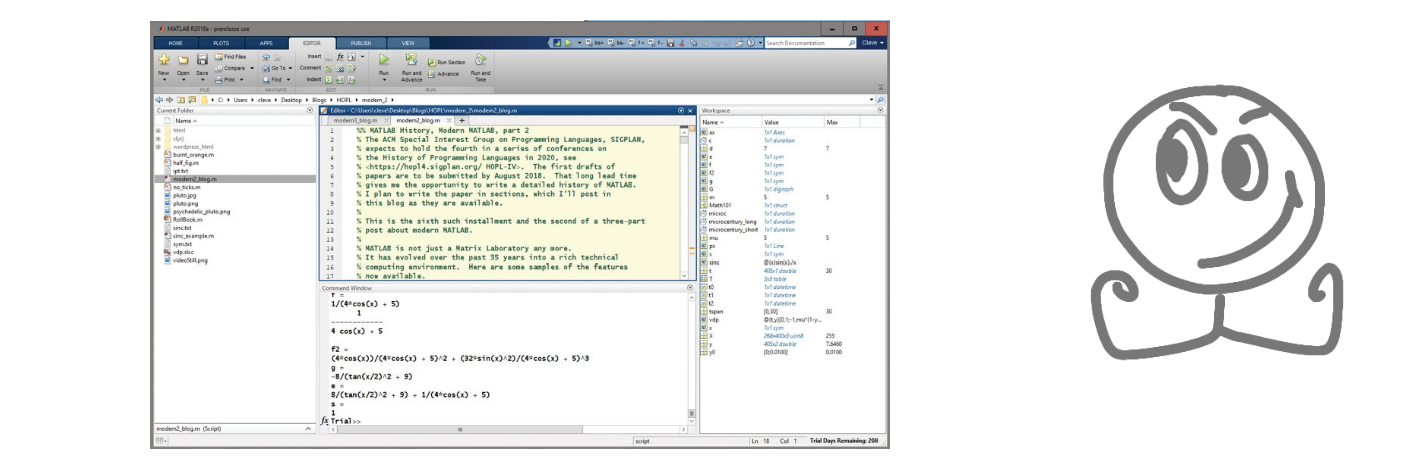 MATLAB R2018a - prerelease use
HOME PLOTS APPS EDITOR PUBLISH VIEW
Search Documentation
Cleve
New Open Save
Find Files
Compare
Print
Go To
Find
Insert
Comment
Indent
Run
Run and Advance
Run Section
Advance
Run and Time
FILE NAVIGATE EDIT RUN
C: Users cleve Desktop Blogs HOPL modern_2
Current Folder
Name
html
slprj
wordpress_html
burnt_orange.m
half_fig.m
ipt.txt
modern2_blog.m
no_ticks.m
pluto.jpg
pluto.png
psychedelic_pluto.png
RollBook.m
sinc.txt
sinc_example.m
sym.txt
vdp.slxc
videoStill.png
modern2_blog.m (Script)
Editor - C:\Users\cleve\Desktop\Blogs\HOPL\modern_2\modern2_blog.m
modern3_blog.m modern2_blog.m
1 %% MATLAB History, Modern MATLAB, part 2
2 % The ACM Special Interest Group on Programming Languages, SIGPLAN,
3 % expects to hold the fourth in a series of conferences on
4 % the History of Programming Languages in 2020, see
5 % <https://hopl4.sigplan.org/ HOPL-IV>. The first drafts of
6 % papers are to be submitted by August 2018. That long lead time
7 % gives me the opportunity to write a detailed history of MATLAB.
8 % I plan to write the paper in sections, which I'll post in
9 % this blog as they are available.
10 %
11 % This is the sixth such installment and the second of a three-part
12 % post about modern MATLAB.
13 %
14 % MATLAB is not just a Matrix Laboratory any more.
15 % It has evolved over the past 35 years into a rich technical
16 % computing environment. Here are some samples of the features
17 % now available.
Command Window
f =
1/(4*cos(x) + 5)
1
------------
4 cos(x) + 5
f2 =
(4*cos(x))/(4*cos(x) + 5)^2 + (32*sin(x)^2)/(4*cos(x) + 5)^3
g =
-8/(tan(x/2)^2 + 9)
e =
8/(tan(x/2)^2 + 9) + 1/(4*cos(x) + 5)
s =
1
fx Trial>>
Workspace
Name Value Max
ax 1x1 Axes
c 1x1 duration
d 7 7
e 1x1 sym
f 1x1 sym
f2 1x1 sym
g 1x1 sym
G 1x1 digraph
m 5 5
Math101 1x1 struct
microc 1x1 duration
microcentury_long 1x1 duration
microcentury_short 1x1 duration
mu 5 5
px 1x1 Line
s 1x1 sym
sinc @(x)sin(x)./x
t 405x1 double 30
T 3x3 table
t0 1x1 datetime
t1 1x1 datetime
t2 1x1 datetime
tspan [0,30] 30
vdp @(t,y)[0,1;-1,mu*(1-y...
x 1x1 sym
X 268x400x3 uint8 255
y 405x2 double 7.6460
y0 [0;0.0100] 0.0100
script Ln 18 Col 1 Trial Days Remaining: 208